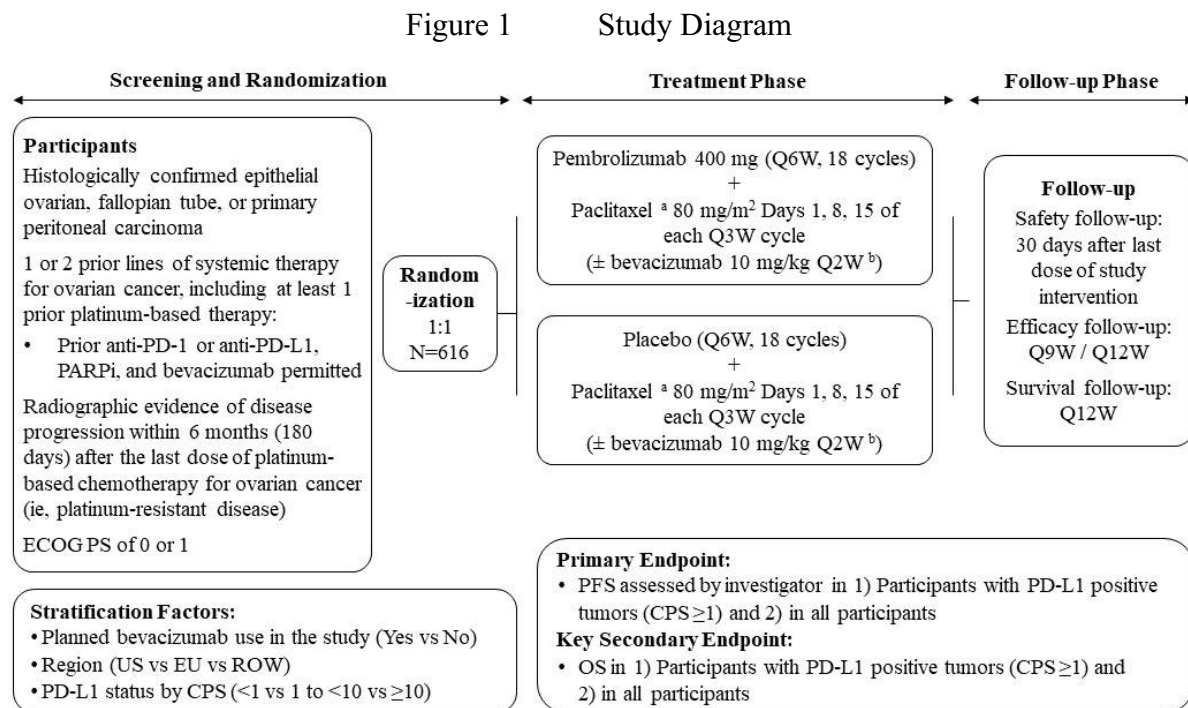 Figure 1 Study Diagram
Screening and Randomization
Treatment Phase
Follow-up Phase
Participants
Histologically confirmed epithelial
ovarian, fallopian tube, or primary
peritoneal carcinoma
1 or 2 prior lines of systemic therapy
for ovarian cancer, including at least 1
prior platinum-based therapy:
• Prior anti-PD-1 or anti-PD-L1,
PARPi, and bevacizumab permitted
Radiographic evidence of disease
progression within 6 months (180
days) after the last dose of platinum-
based chemotherapy for ovarian cancer
(ie, platinum-resistant disease)
ECOG PS of 0 or 1
Random
-ization
1:1
N=616
Pembrolizumab 400 mg (Q6W, 18 cycles)
+
Paclitaxel ᵃ 80 mg/m² Days 1, 8, 15 of
each Q3W cycle
(± bevacizumab 10 mg/kg Q2W ᵇ)
Placebo (Q6W, 18 cycles)
+
Paclitaxel ᵃ 80 mg/m² Days 1, 8, 15 of
each Q3W cycle
(± bevacizumab 10 mg/kg Q2W ᵇ)
Follow-up
Safety follow-up:
30 days after last
dose of study
intervention
Efficacy follow-up:
Q9W / Q12W
Survival follow-up:
Q12W
Stratification Factors:
• Planned bevacizumab use in the study (Yes vs No)
• Region (US vs EU vs ROW)
• PD-L1 status by CPS (<1 vs 1 to <10 vs ≥10)
Primary Endpoint:
• PFS assessed by investigator in 1) Participants with PD-L1 positive
tumors (CPS ≥1) and 2) in all participants
Key Secondary Endpoint:
• OS in 1) Participants with PD-L1 positive tumors (CPS ≥1) and
2) in all participants